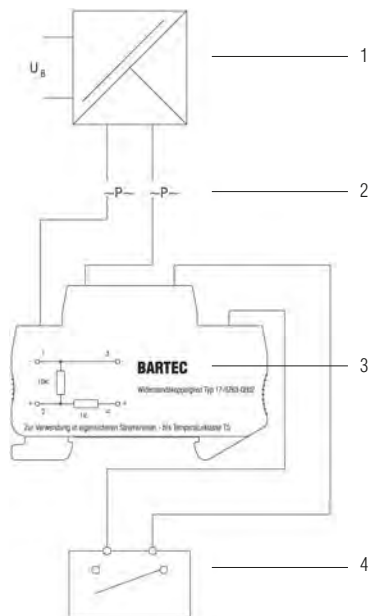 1
U B
~P~ ~P~
2
1 3
BARTEC
3
10K
Widerstandskoppelglied Typ 17-5Z63-0002
2 1K 4
Zur Verwendung in eigensicheren Stromkreisen - bis Temperaturklasse T5
4